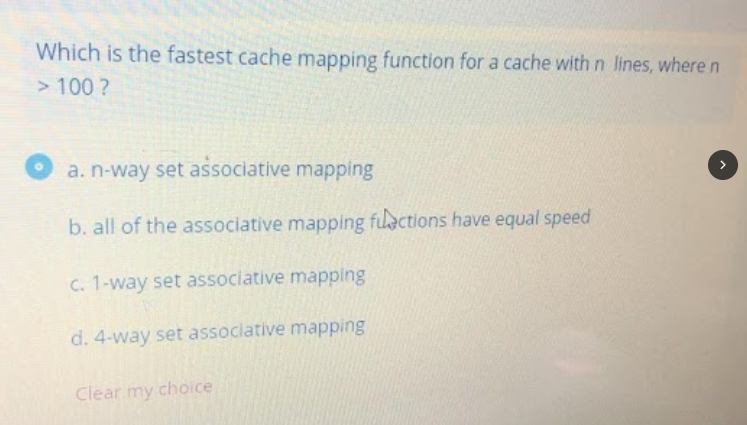 Which is the fastest cache mapping function for a cache with n lines, where n
> 100 ?
a. n-way set associative mapping
b. all of the associative mapping functions have equal speed
c. 1-way set associative mapping
d. 4-way set associative mapping
Clear my choice